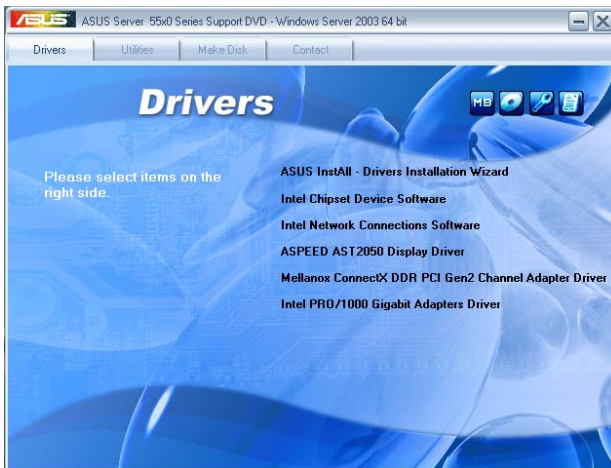 ASUS ASUS Server 55x0 Series Support DVD - Windows Server 2003 64 bit
Drivers Utilities Make Disk Contact
Drivers
MB
Please select items on the
right side.
ASUS InstAll - Drivers Installation Wizard
Intel Chipset Device Software
Intel Network Connections Software
ASPEED AST2050 Display Driver
Mellanox ConnectX DDR PCI Gen2 Channel Adapter Driver
Intel PRO/1000 Gigabit Adapters Driver